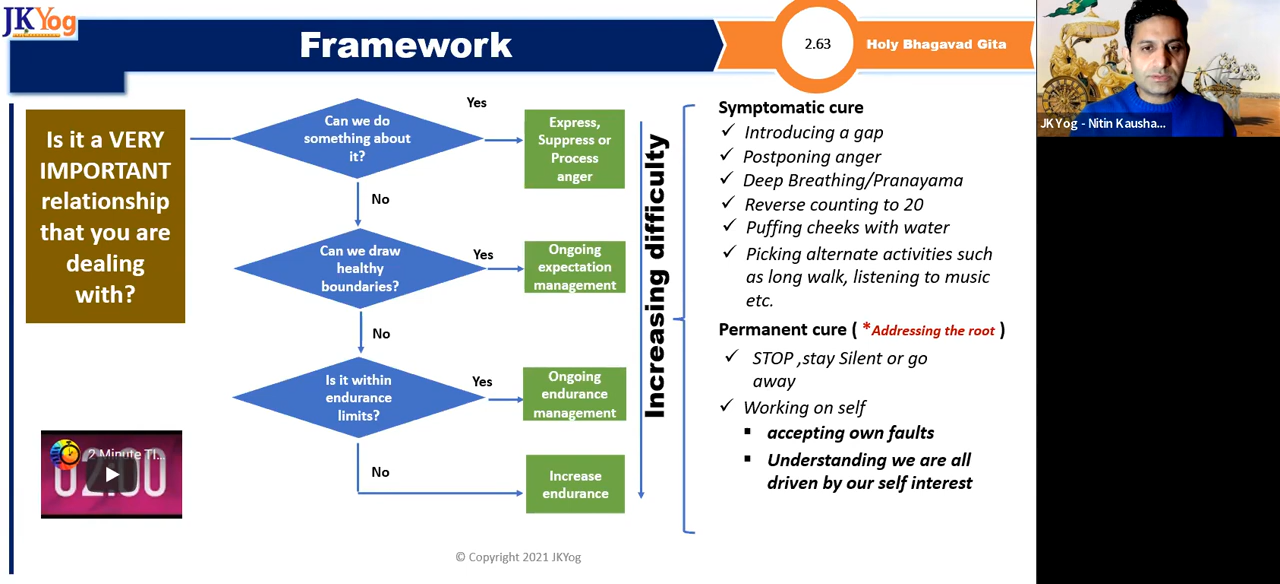 JKYog
Framework
2.63
Holy Bhagavad Gita
Is it a VERY
IMPORTANT
relationship
that you are
dealing
with?
Can we do
something about
it?
Yes
Express,
Suppress or
Process
anger
No
Can we draw
healthy
boundaries?
Yes
Ongoing
expectation
management
No
Is it within
endurance
limits?
Yes
Ongoing
endurance
management
No
Increase
endurance
Increasing difficulty
Symptomatic cure
✓ Introducing a gap
✓ Postponing anger
✓ Deep Breathing/Pranayama
✓ Reverse counting to 20
✓ Puffing cheeks with water
✓ Picking alternate activities such
as long walk, listening to music
etc.
Permanent cure ( *Addressing the root )
✓ STOP ,stay Silent or go
away
✓ Working on self
▪ accepting own faults
▪ Understanding we are all
driven by our self interest
2 Minute TI...
02:00
© Copyright 2021 JKYog
JKYog - Nitin Kausha...